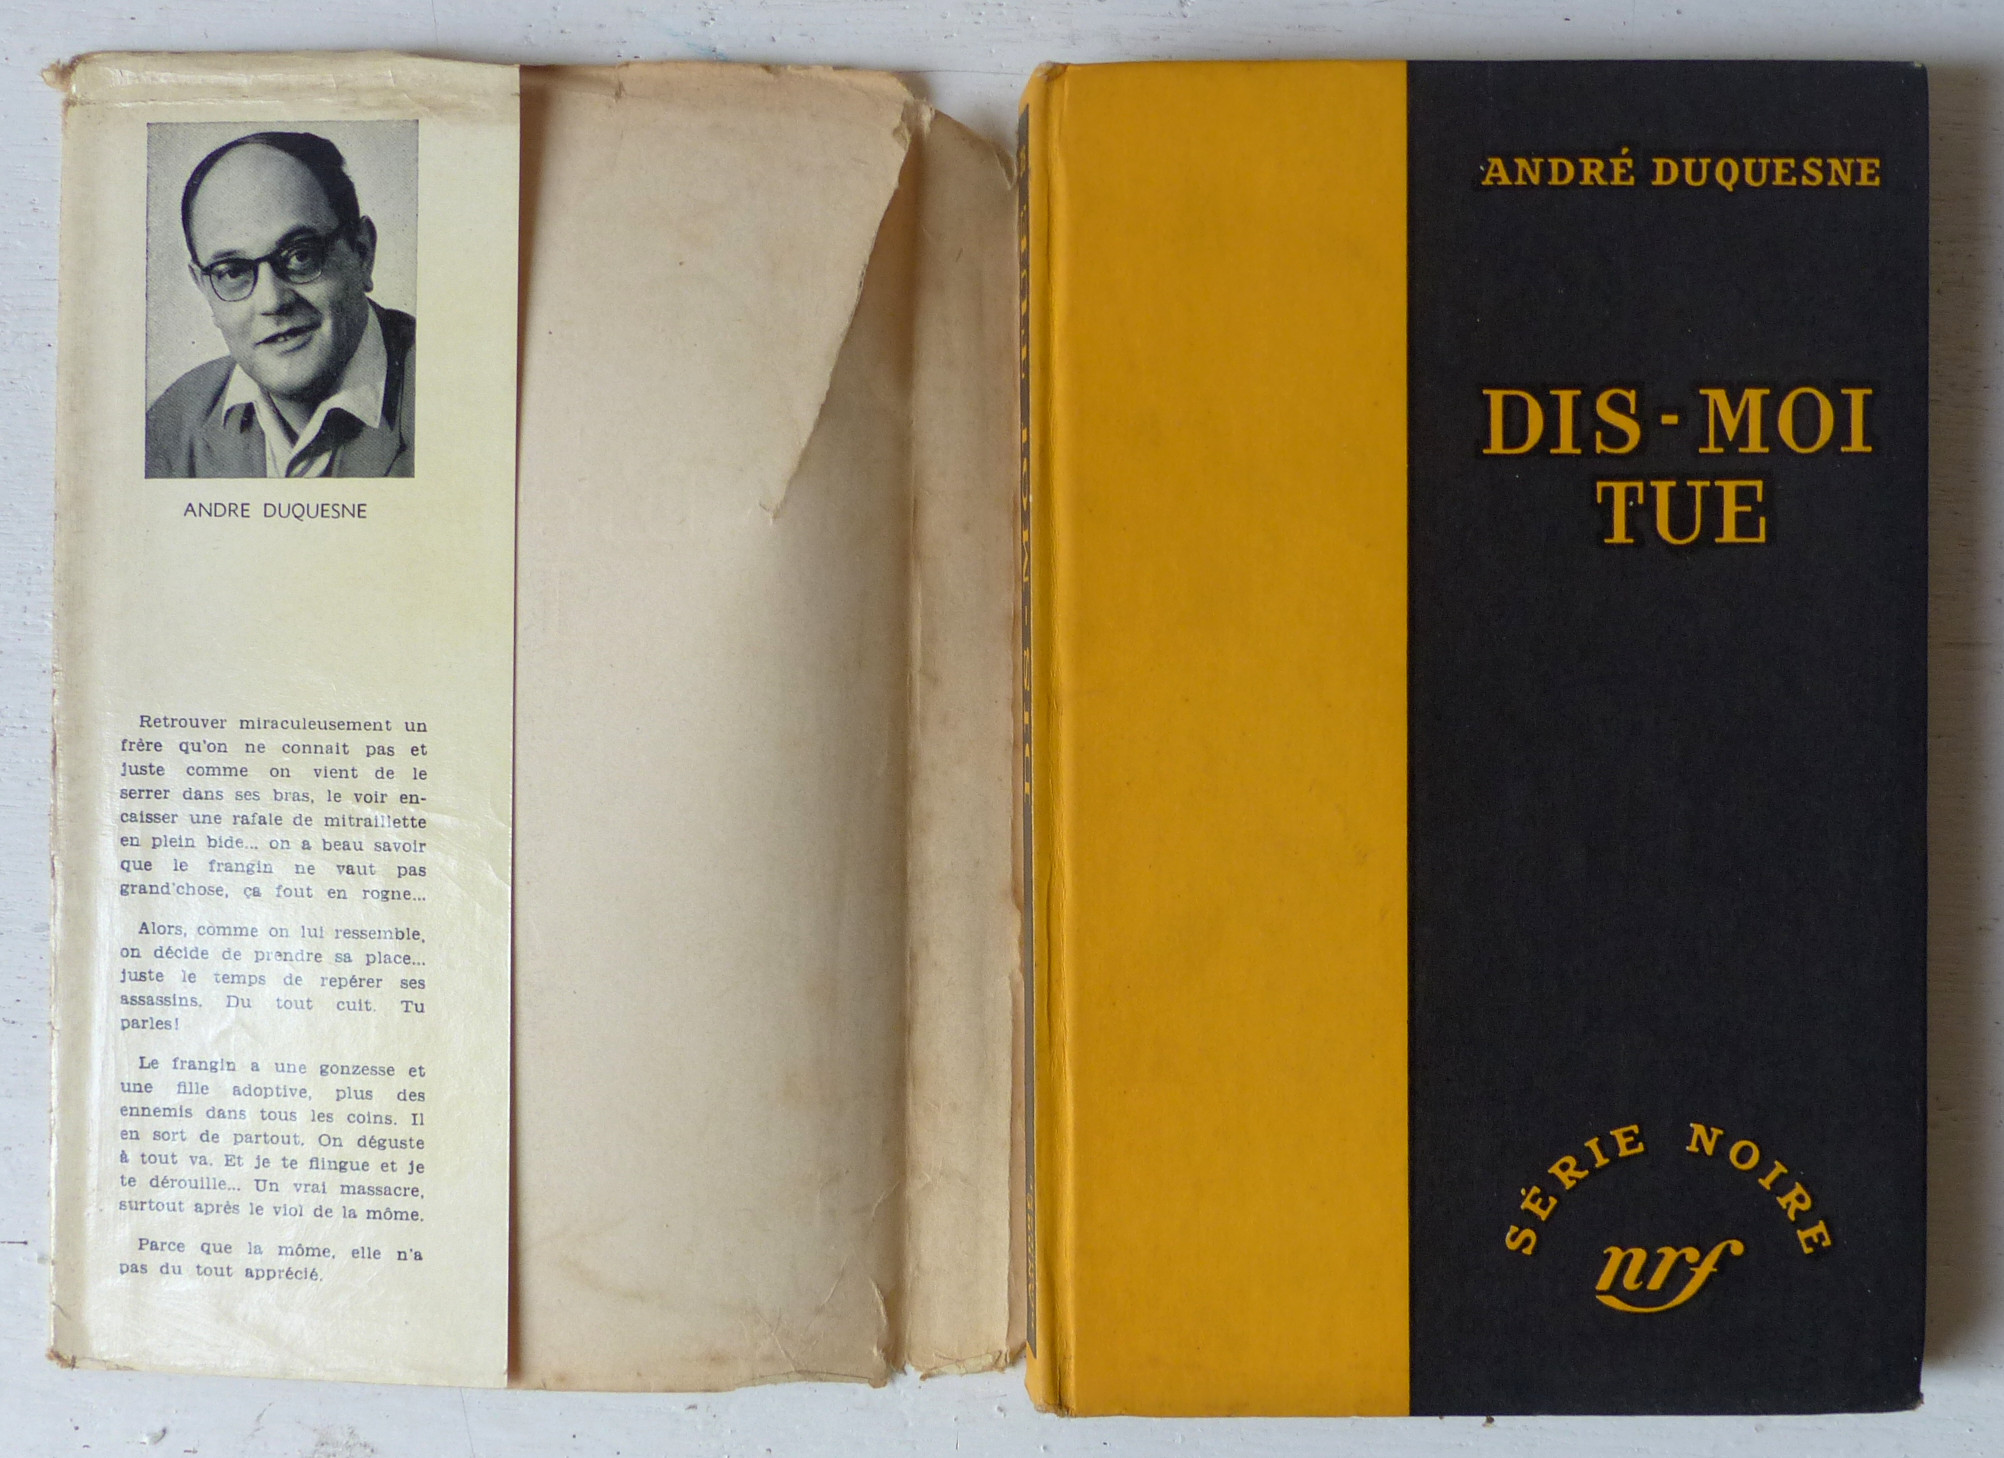 ANDRE DUQUESNE
Retrouver miraculeusement un
frère qu'on ne connait pas et
juste comme on vient de le
serrer dans ses bras, le voir en-
caisser une rafale de mitraillette
en plein bide... on a beau savoir
que le frangin ne vaut pas
grand'chose, ça fout en rogne...
Alors, comme on lui ressemble,
on décide de prendre sa place...
juste le temps de repérer ses
assassins. Du tout cuit. Tu
parles!
Le frangin a une gonzesse et
une fille adoptive, plus des
ennemis dans tous les coins. Il
en sort de partout. On déguste
à tout va. Et je te flingue et je
te dérouille... Un vrai massacre,
surtout après le viol de la môme.
Parce que la môme, elle n'a
pas du tout apprécié.
ANDRÉ DUQUESNE
DIS-MOI
TUE
SÉRIE NOIRE
nrf